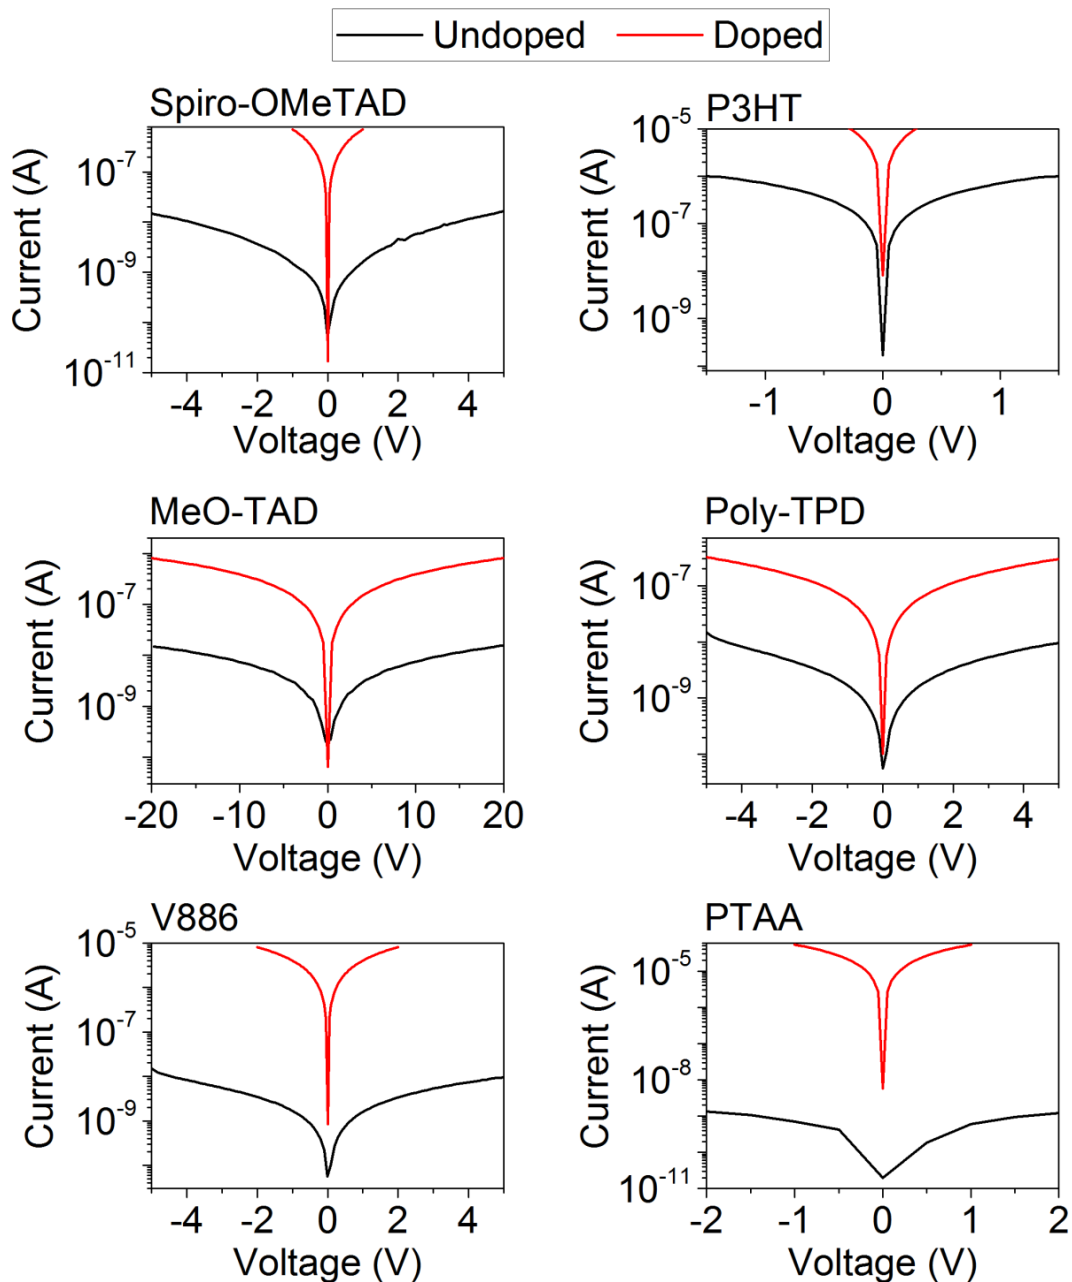 Undoped Doped
Spiro-OMeTAD
Current (A)
10⁻⁷
10⁻⁹
10⁻¹¹
-4 -2 0 2 4
Voltage (V)
P3HT
Current (A)
10⁻⁵
10⁻⁷
10⁻⁹
-1 0 1
Voltage (V)
MeO-TAD
Current (A)
10⁻⁷
10⁻⁹
-20 -10 0 10 20
Voltage (V)
Poly-TPD
Current (A)
10⁻⁷
10⁻⁹
-4 -2 0 2 4
Voltage (V)
V886
Current (A)
10⁻⁵
10⁻⁷
10⁻⁹
-4 -2 0 2 4
Voltage (V)
PTAA
Current (A)
10⁻⁵
10⁻⁸
10⁻¹¹
-2 -1 0 1 2
Voltage (V)